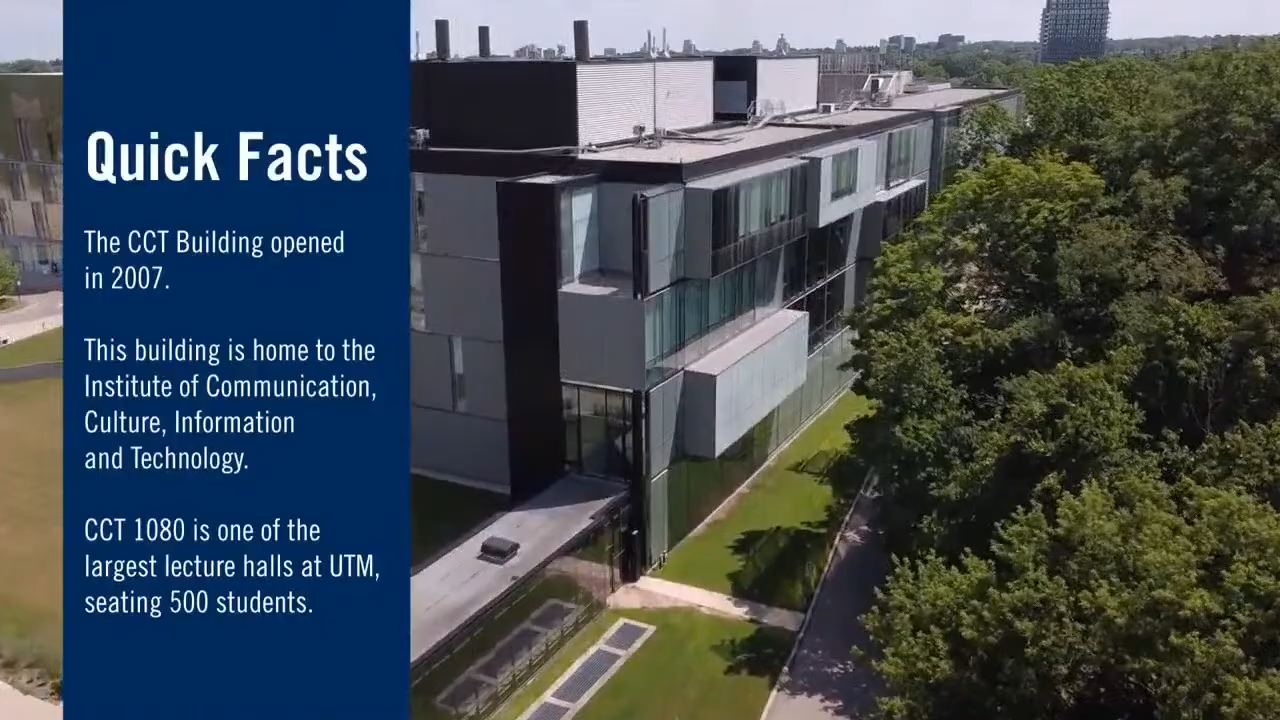 Quick Facts
The CCT Building opened
in 2007.
This building is home to the
Institute of Communication,
Culture, Information
and Technology.
CCT 1080 is one of the
largest lecture halls at UTM,
seating 500 students.